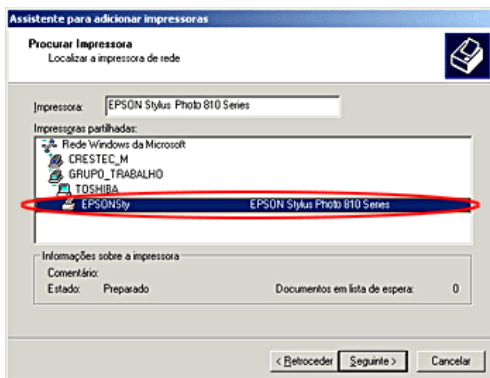 Assistente para adicionar impressoras
Procurar Impressora
Localizar a impressora de rede
Impressora: EPSON Stylus Photo 810 Series
Impressoras partilhadas:
Rede Windows da Microsoft
CRESTEC_M
GRUPO_TRABALHO
TOSHIBA
EPSONSty EPSON Stylus Photo 810 Series
Informações sobre a impressora
Comentário:
Estado: Preparado Documentos em lista de espera: 0
< Retroceder Seguinte > Cancelar